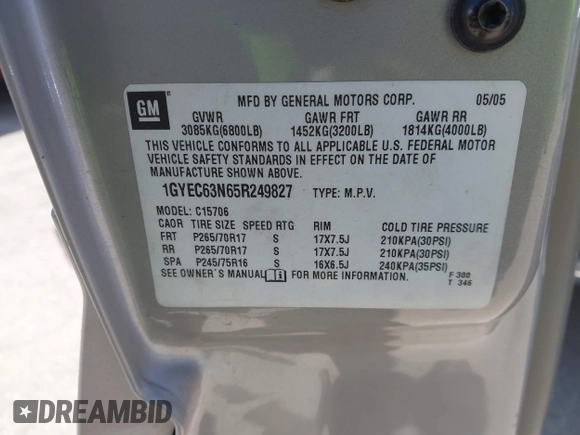 GM
MFD BY GENERAL MOTORS CORP. 05/05
GVWR GAWR FRT GAWR RR
3085KG(6800LB) 1452KG(3200LB) 1814KG(4000LB)
THIS VEHICLE CONFORMS TO ALL APPLICABLE U.S. FEDERAL MOTOR
VEHICLE SAFETY STANDARDS IN EFFECT ON THE DATE OF
MANUFACTURE SHOWN ABOVE.
1GYEC63N65R249827 TYPE: M.P.V.
MODEL: C15706
CAOR TIRE SIZE SPEED RTG RIM COLD TIRE PRESSURE
FRT P265/70R17 S 17X7.5J 210KPA(30PSI)
RR P265/70R17 S 17X7.5J 210KPA(30PSI)
SPA P245/75R16 S 16X6.5J 240KPA(35PSI)
SEE OWNER'S MANUAL FOR MORE INFORMATION.
F 300
T 346
DREAMBID